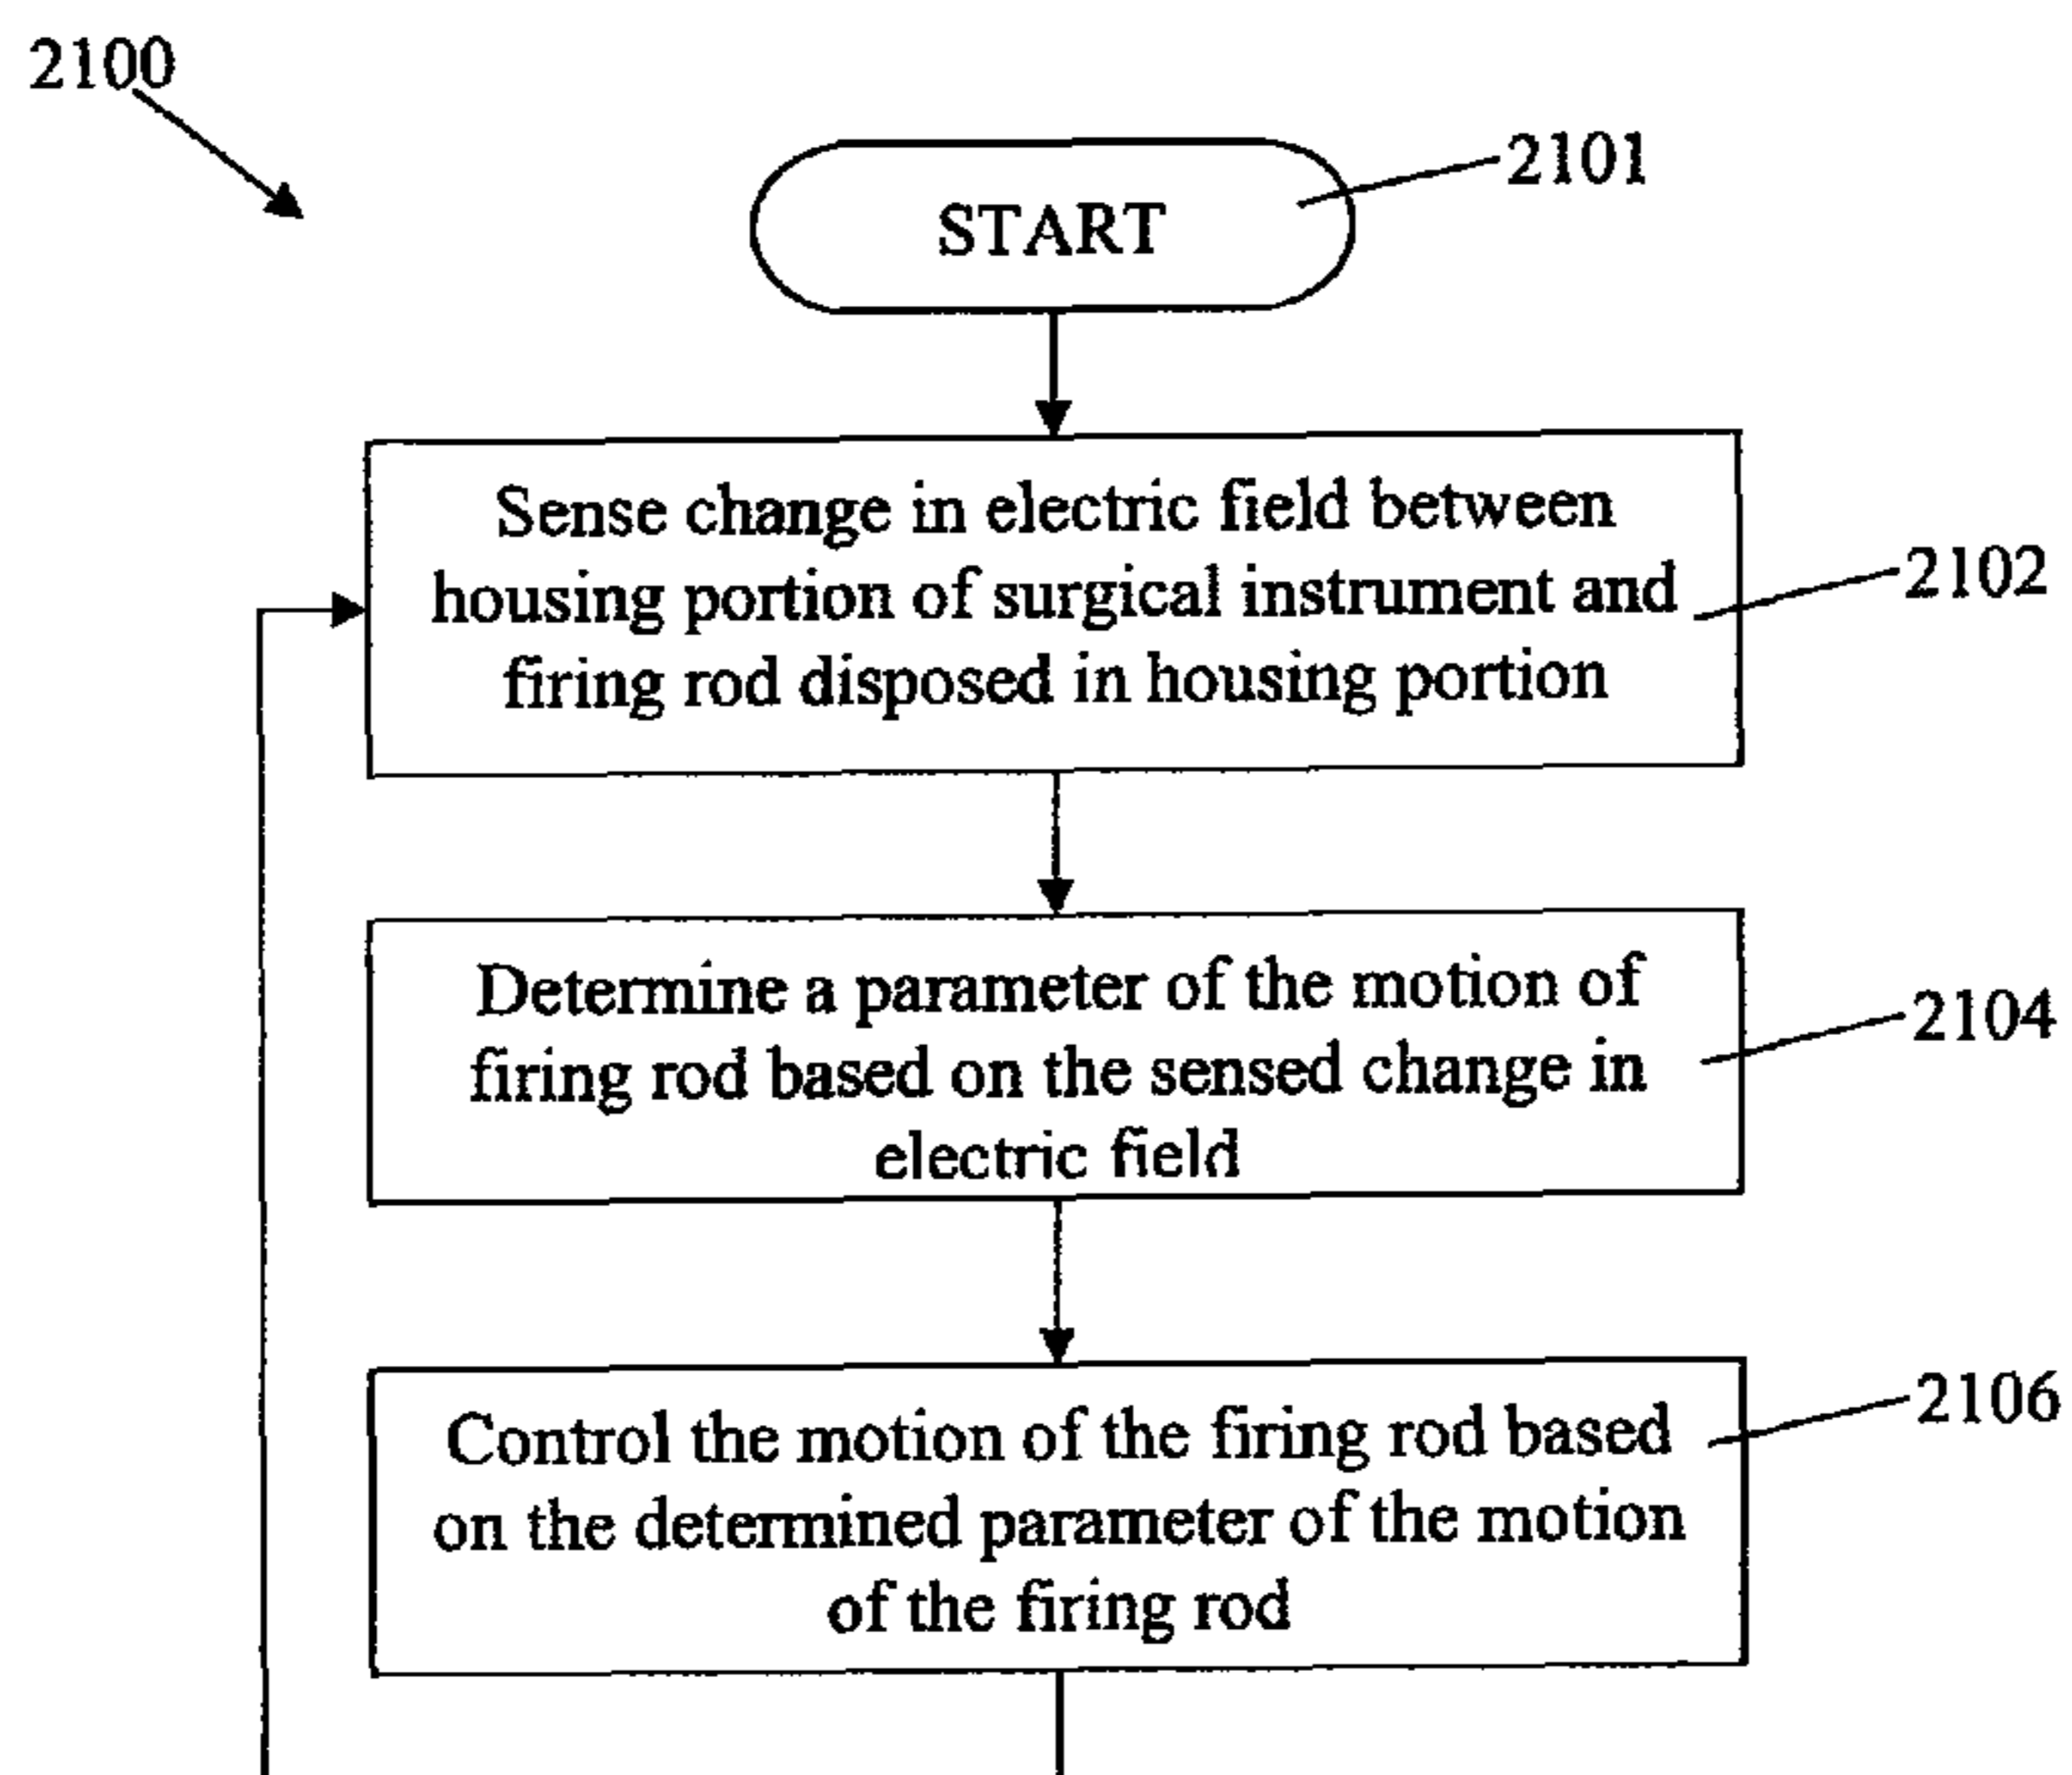 2100
START
2101
Sense change in electric field between
housing portion of surgical instrument and
firing rod disposed in housing portion
2102
Determine a parameter of the motion of
firing rod based on the sensed change in
electric field
2104
Control the motion of the firing rod based
on the determined parameter of the motion
of the firing rod
2106